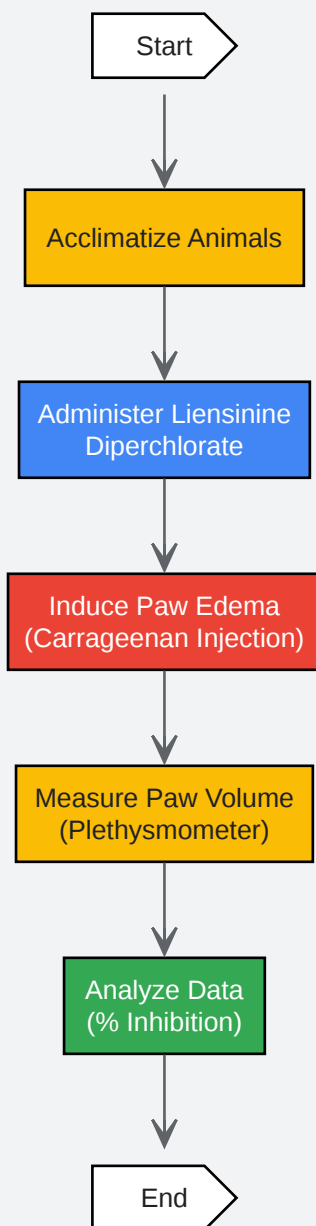 Start
Acclimatize Animals
Administer Liensinine
Diperchlorate
Induce Paw Edema
(Carrageenan Injection)
Measure Paw Volume
(Plethysmometer)
Analyze Data
(% Inhibition)
End